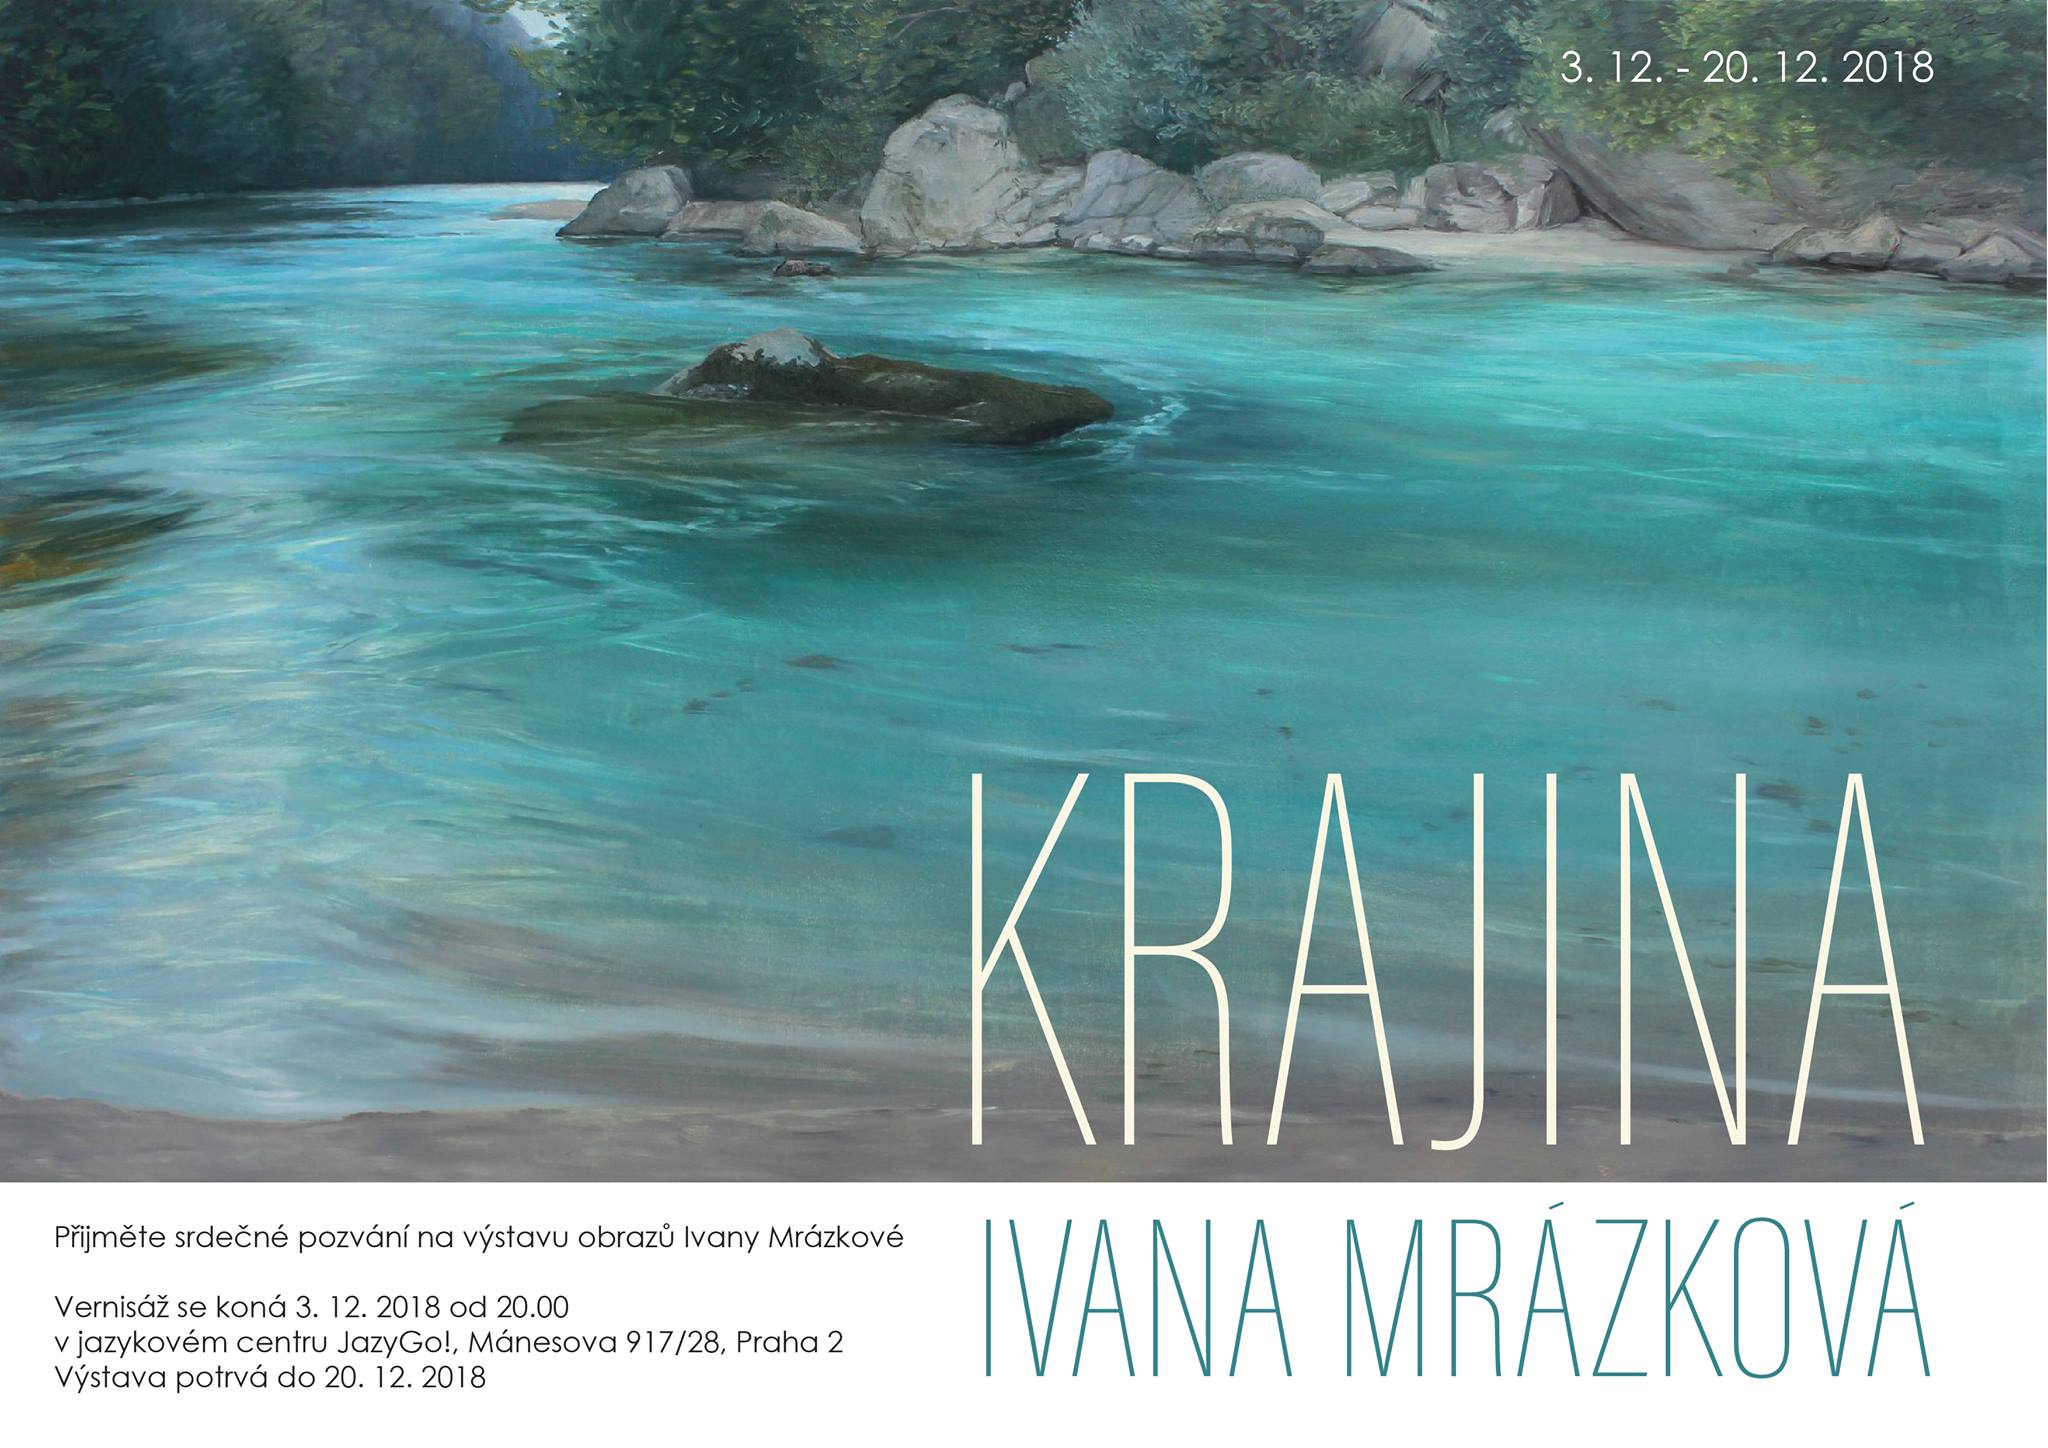 3. 12. - 20. 12. 2018
KRAJINA
IVANA MRÁZKOVÁ
Přijměte srdečné pozvání na výstavu obrazů Ivany Mrázkové
Vernisáž se koná 3. 12. 2018 od 20.00
v jazykovém centru JazyGo!, Mánesova 917/28, Praha 2
Výstava potrvá do 20. 12. 2018